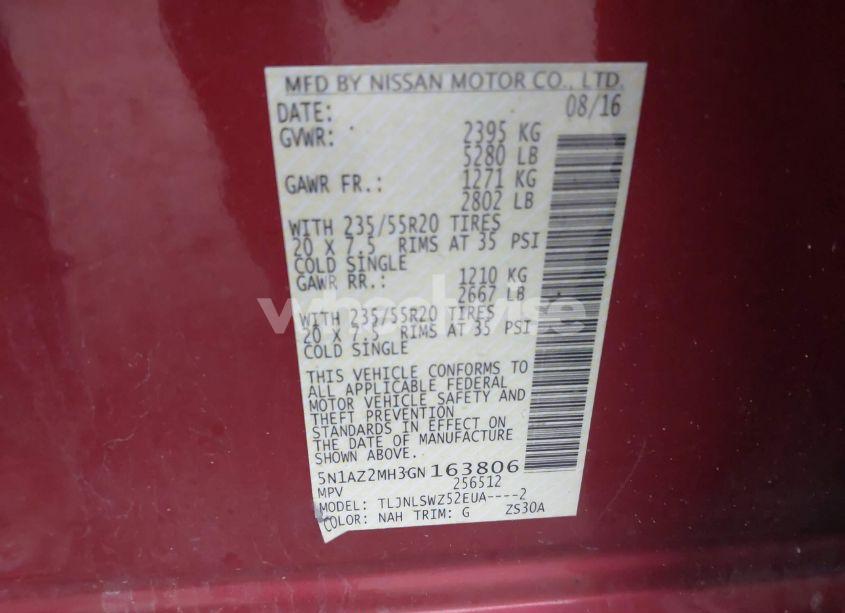 MFD BY NISSAN MOTOR CO., LTD.
DATE: 08/16
GVWR: 2395 KG
5280 LB
GAWR FR.: 1271 KG
2802 LB
WITH 235/55R20 TIRES
20 X 7.5 RIMS AT 35 PSI
COLD SINGLE
GAWR RR.: 1210 KG
2667 LB
WITH 235/55R20 TIRES
20 X 7.5 RIMS AT 35 PSI
COLD SINGLE
THIS VEHICLE CONFORMS TO
ALL APPLICABLE FEDERAL
MOTOR VEHICLE SAFETY AND
THEFT PREVENTION
STANDARDS IN EFFECT ON
THE DATE OF MANUFACTURE
SHOWN ABOVE.
5N1AZ2MH3GN163806
MPV 256512
MODEL: TLJNLSWZ52EUA----2
COLOR: NAH TRIM: G ZS30A
wheelwise